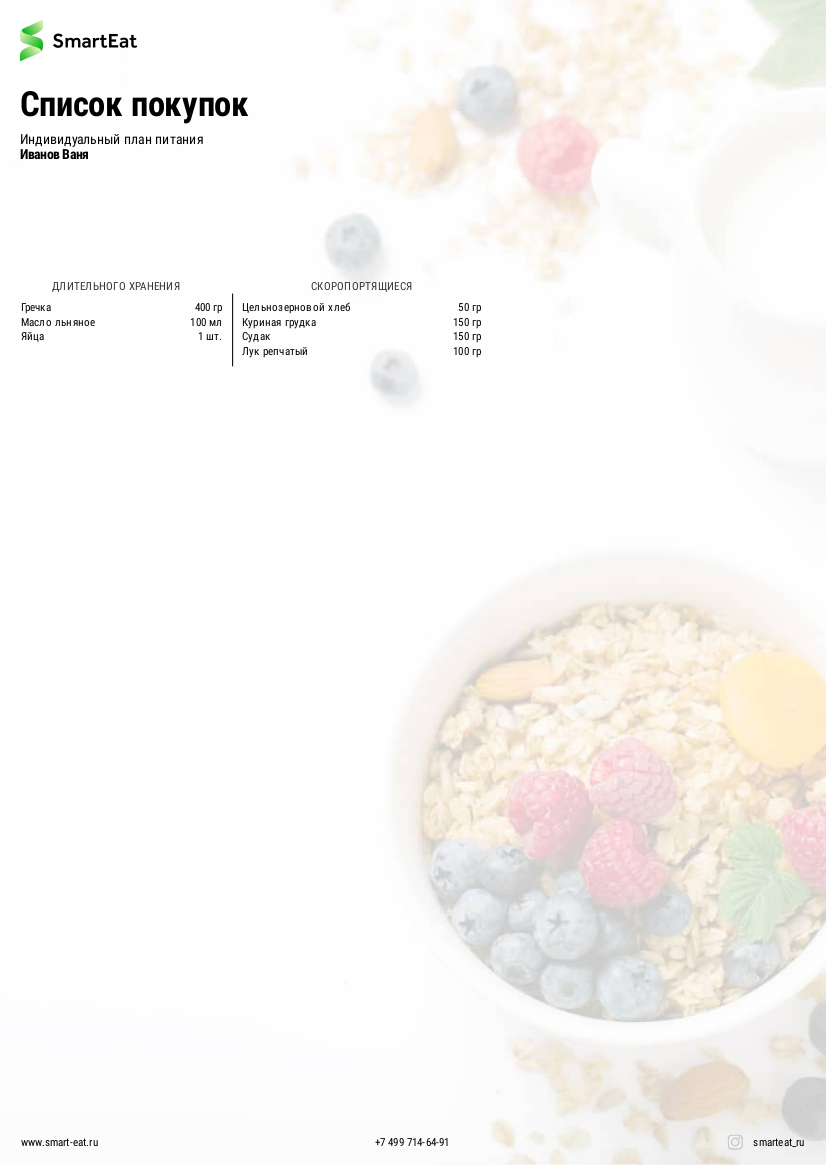 SmartEat
Список покупок
Индивидуальный план питания
Иванов Ваня
ДЛИТЕЛЬНОГО ХРАНЕНИЯ
Гречка 400 гр
Масло льняное 100 мл
Яйца 1 шт.
СКОРОПОРТЯЩИЕСЯ
Цельнозерновой хлеб 50 гр
Куриная грудка 150 гр
Судак 150 гр
Лук репчатый 100 гр
www.smart-eat.ru +7 499 714-64-91 smarteat_ru